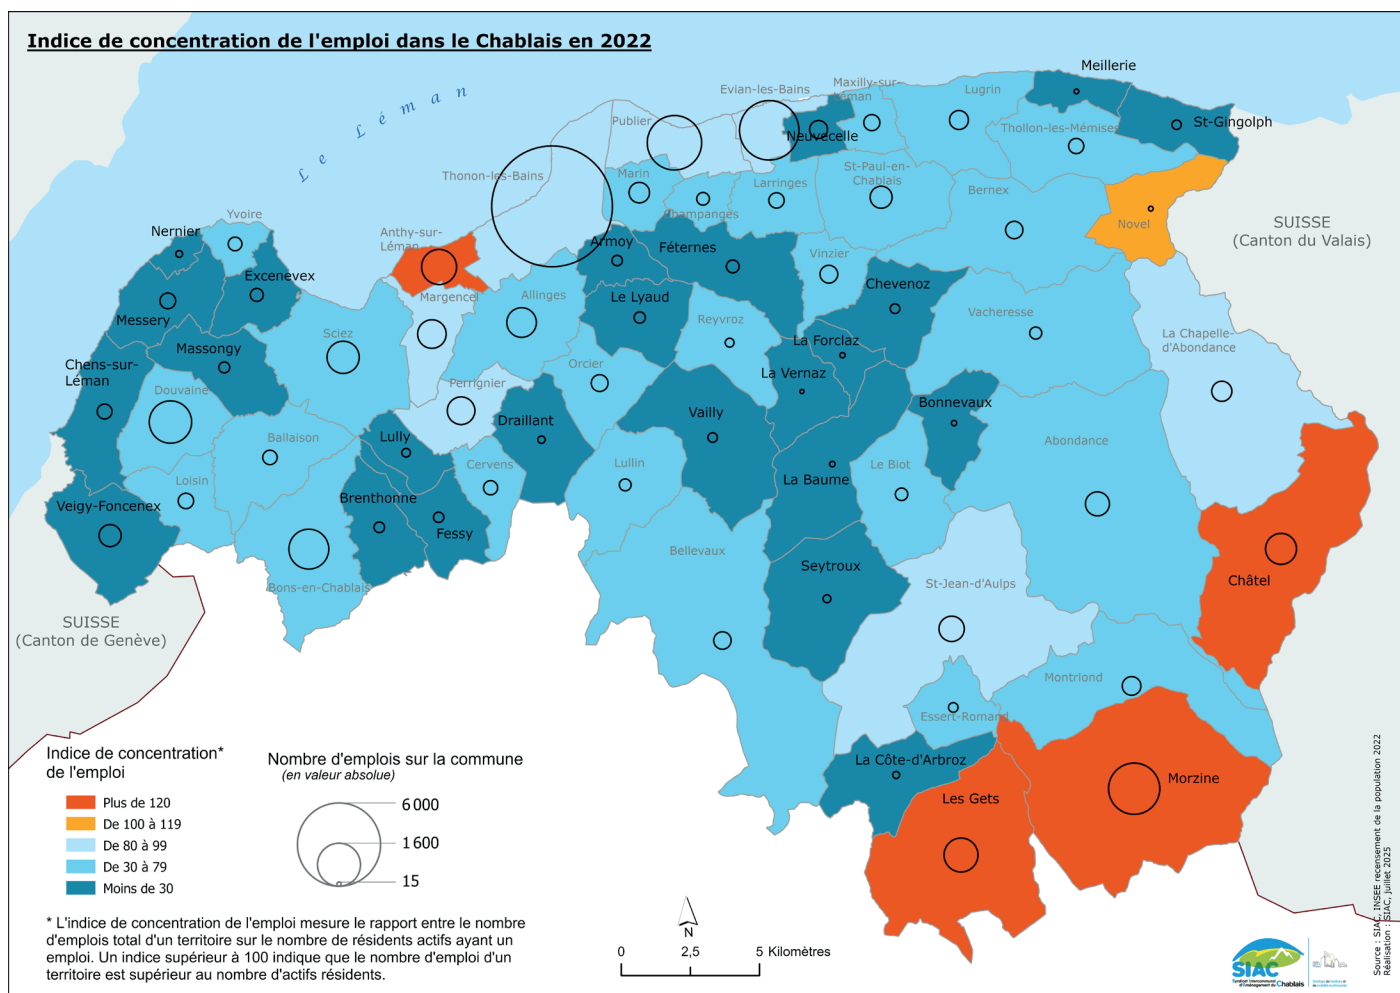 Indice de concentration de l'emploi dans le Chablais en 2022
Le Léman
Meillerie
Evian-les-Bains
Maxilly-sur-
Léman
Lugrin
Publier
Neuvecelle
Thollon-les-Mémises
St-Gingolph
Thonon-les-Bains
Marin
Larringes
St-Paul-en-
Chablais
Bernex
Champanges
Novel
SUISSE
(Canton du Valais)
Yvoire
Nernier
Anthy-sur-
Léman
Armoy
Féternes
Vinzier
Excenevex
Chevenoz
Messery
Margencel
Allinges
Le Lyaud
Reyvroz
Vacheresse
Sciez
La Forclaz
La Chapelle-
d'Abondance
Massongy
Chens-sur-
Léman
Orcier
La Vernaz
Douvaine
Perrignier
Draillant
Vailly
Bonnevaux
Ballaison
Lully
Abondance
Loisin
Cervens
Lullin
Le Biot
La Baume
Veigy-Foncenex
Brenthonne
Fessy
Bellevaux
Seytroux
St-Jean-d'Aulps
Châtel
Bons-en-Chablais
SUISSE
(Canton de Genève)
Montriond
Essert-Romand
La Côte-d'Arbroz
Les Gets
Morzine
Indice de concentration*
de l'emploi
Plus de 120
De 100 à 119
De 80 à 99
De 30 à 79
Moins de 30
Nombre d'emplois sur la commune
(en valeur absolue)
6 000
1 600
15
* L'indice de concentration de l'emploi mesure le rapport entre le nombre
d'emplois total d'un territoire sur le nombre de résidents actifs ayant un
emploi. Un indice supérieur à 100 indique que le nombre d'emploi d'un
territoire est supérieur au nombre d'actifs résidents.
N
0 2,5 5 Kilomètres
Source : SIAC, INSEE recensement de la population 2022
Réalisation : SIAC, juillet 2025
SIAC
Syndicat Intercommunal
d'Aménagement du Chablais